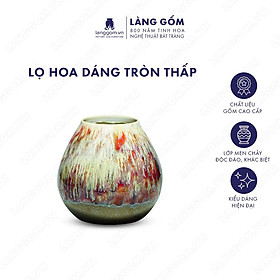 langgom.vn
LÀNG GỐM
800 NĂM TINH HOA
NGHỆ THUẬT BÁT TRÀNG
LỌ HOA DÁNG TRÒN THẤP
CHẤT LIỆU
GỐM CAO CẤP
LỚP MEN CHẢY
ĐỘC ĐÁO, KHÁC BIỆT
KIỂU DÁNG
HIỆN ĐẠI